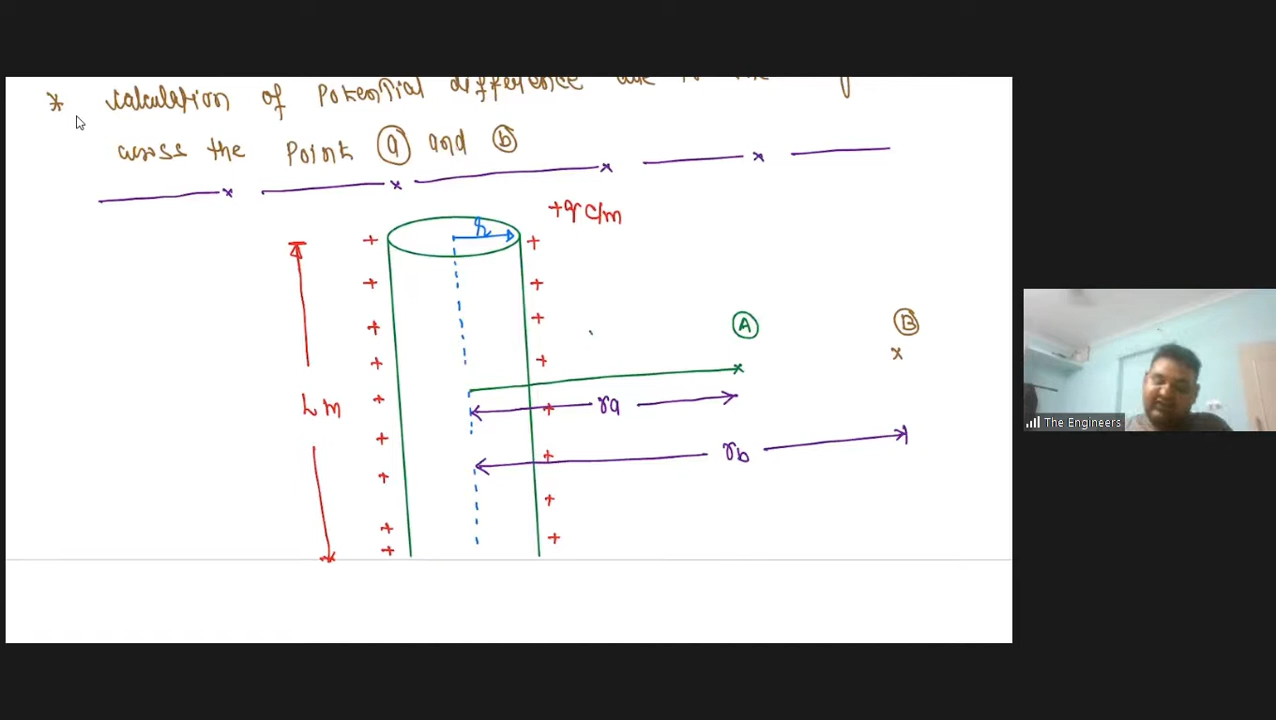 * Calculation of Potential difference
across the Point (a) and (b)
+q C/m
r
(A)
(B)
L m
ra
rb
The Engineers